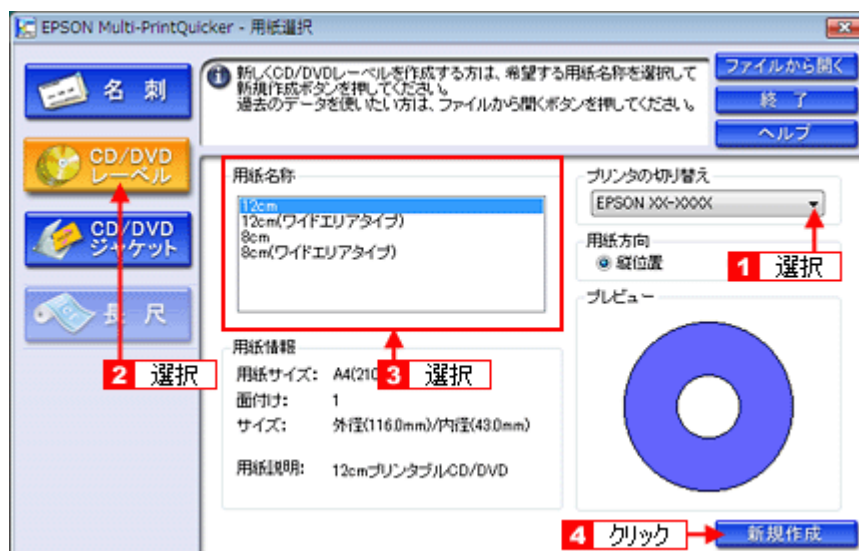 EPSON Multi-PrintQuicker - 用紙選択
名 刺
CD/DVD
レーベル
CD/DVD
ジャケット
長 尺
新しくCD/DVDレーベルを作成する方は、希望する用紙名称を選択して
新規作成ボタンを押してください。
過去のデータを使いたい方は、ファイルから開くボタンを押してください。
ファイルから開く
終 了
ヘルプ
用紙名称
12cm
12cm(ワイドエリアタイプ)
8cm
8cm(ワイドエリアタイプ)
プリンタの切り替え
EPSON XX-XXXX
用紙方向
縦位置
1 選択
プレビュー
2 選択
3 選択
用紙情報
用紙サイズ: A4(210
面付け: 1
サイズ: 外径(116.0mm)/内径(43.0mm)
用紙説明: 12cmプリンタブルCD/DVD
4 クリック
新規作成